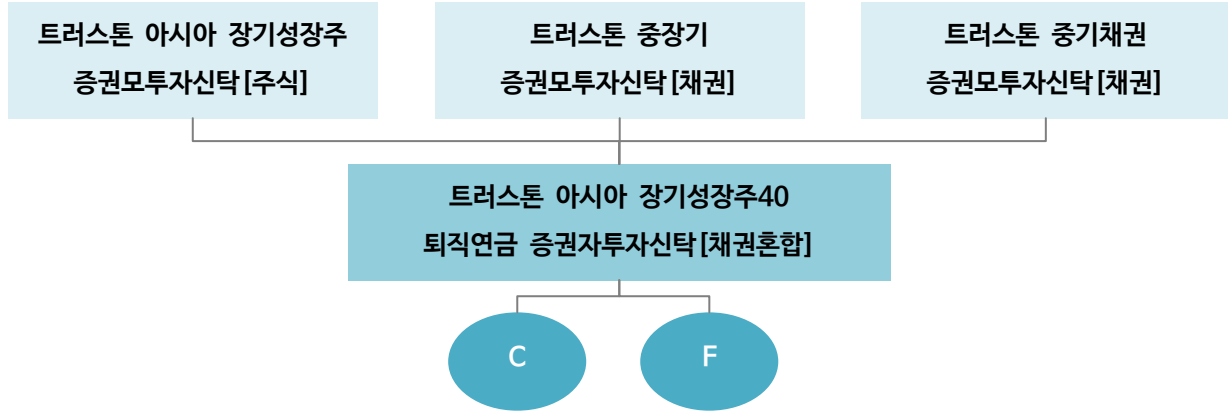 트러스톤 아시아 장기성장주
증권모투자신탁[주식]
트러스톤 중장기
증권모투자신탁[채권]
트러스톤 중기채권
증권모투자신탁[채권]
트러스톤 아시아 장기성장주40
퇴직연금 증권자투자신탁[채권혼합]
C
F